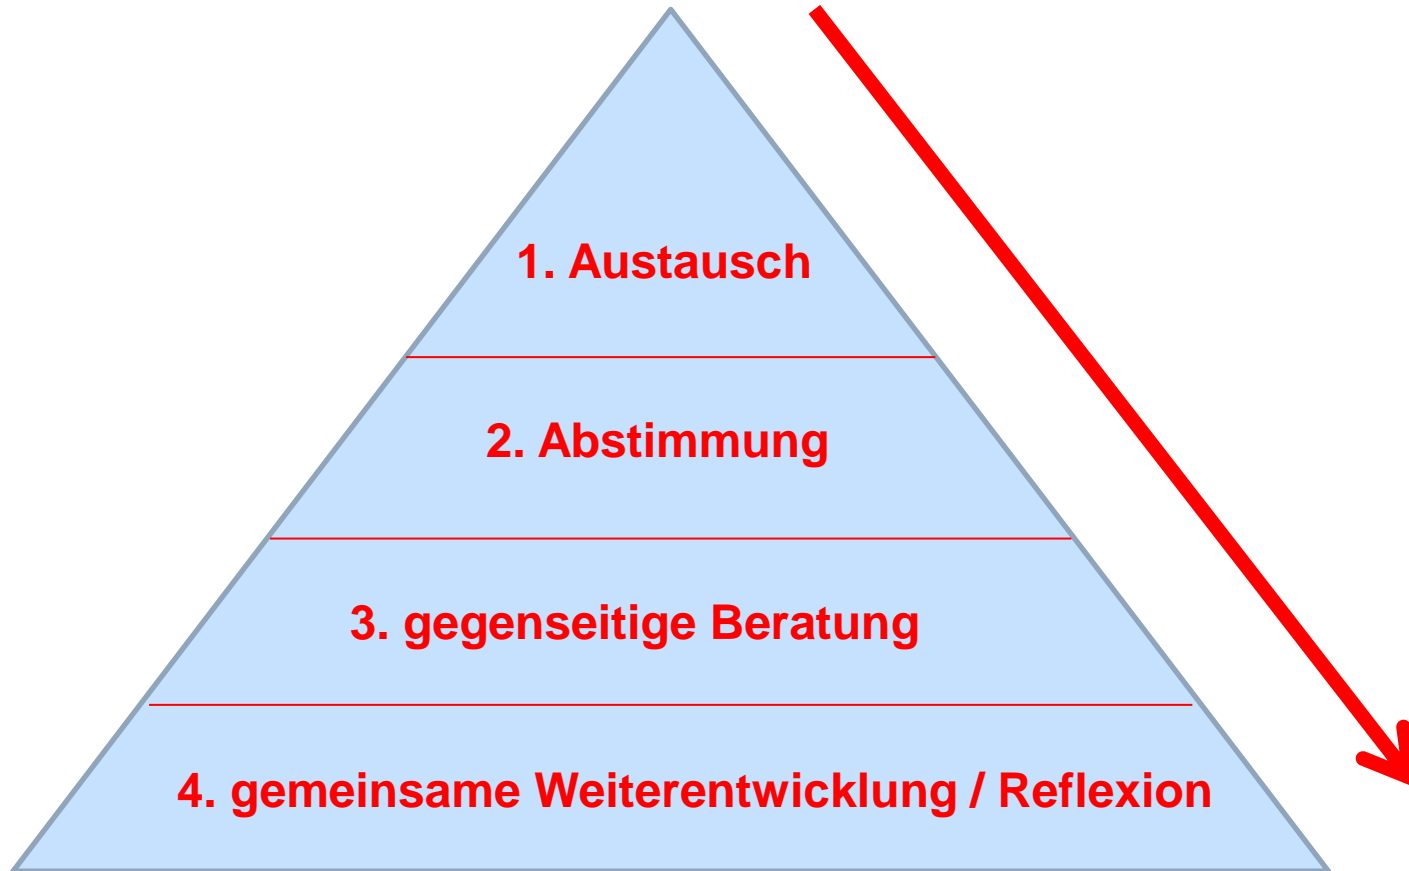 1. Austausch
2. Abstimmung
3. gegenseitige Beratung
4. gemeinsame Weiterentwicklung / Reflexion